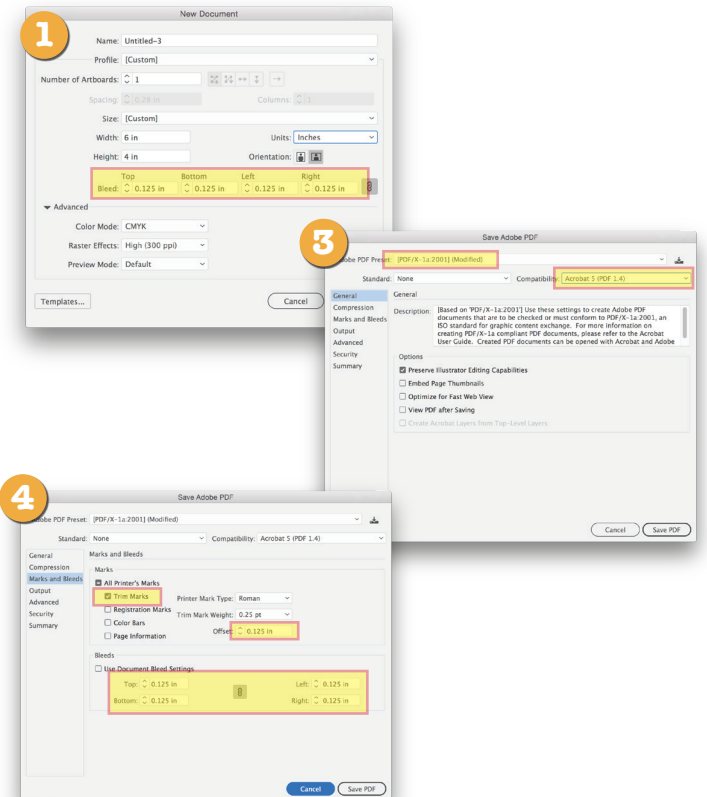 1
New Document
Name: Untitled-3
Profile: [Custom]
Number of Artboards: 1
Spacing: 0.28 in Columns: 1
Size: [Custom]
Width: 6 in Units: Inches
Height: 4 in Orientation:
Top Bottom Left Right
Bleed: 0.125 in 0.125 in 0.125 in 0.125 in
Advanced
Color Mode: CMYK
Raster Effects: High (300 ppi)
Preview Mode: Default
Templates... Cancel
3
Save Adobe PDF
Adobe PDF Preset: [PDF/X-1a:2001] (Modified)
Standard: None Compatibility: Acrobat 5 (PDF 1.4)
General
Compression
Marks and Bleeds
Output
Advanced
Security
Summary
General
Description: [Based on 'PDF/X-1a:2001'] Use these settings to create Adobe PDF
documents that are to be checked or must conform to PDF/X-1a:2001, an
ISO standard for graphic content exchange. For more information on
creating PDF/X-1a compliant PDF documents, please refer to the Acrobat
User Guide. Created PDF documents can be opened with Acrobat and Adobe
Options
Preserve Illustrator Editing Capabilities
Embed Page Thumbnails
Optimize for Fast Web View
View PDF after Saving
Create Acrobat Layers from Top-Level Layers
Cancel Save PDF
4
Save Adobe PDF
Adobe PDF Preset: [PDF/X-1a:2001] (Modified)
Standard: None Compatibility: Acrobat 5 (PDF 1.4)
General
Compression
Marks and Bleeds
Output
Advanced
Security
Summary
Marks and Bleeds
Marks
All Printer's Marks
Trim Marks Printer Mark Type: Roman
Registration Marks Trim Mark Weight: 0.25 pt
Color Bars Offset: 0.125 in
Page Information
Bleeds
Use Document Bleed Settings
Top: 0.125 in Left: 0.125 in
Bottom: 0.125 in Right: 0.125 in
Cancel Save PDF